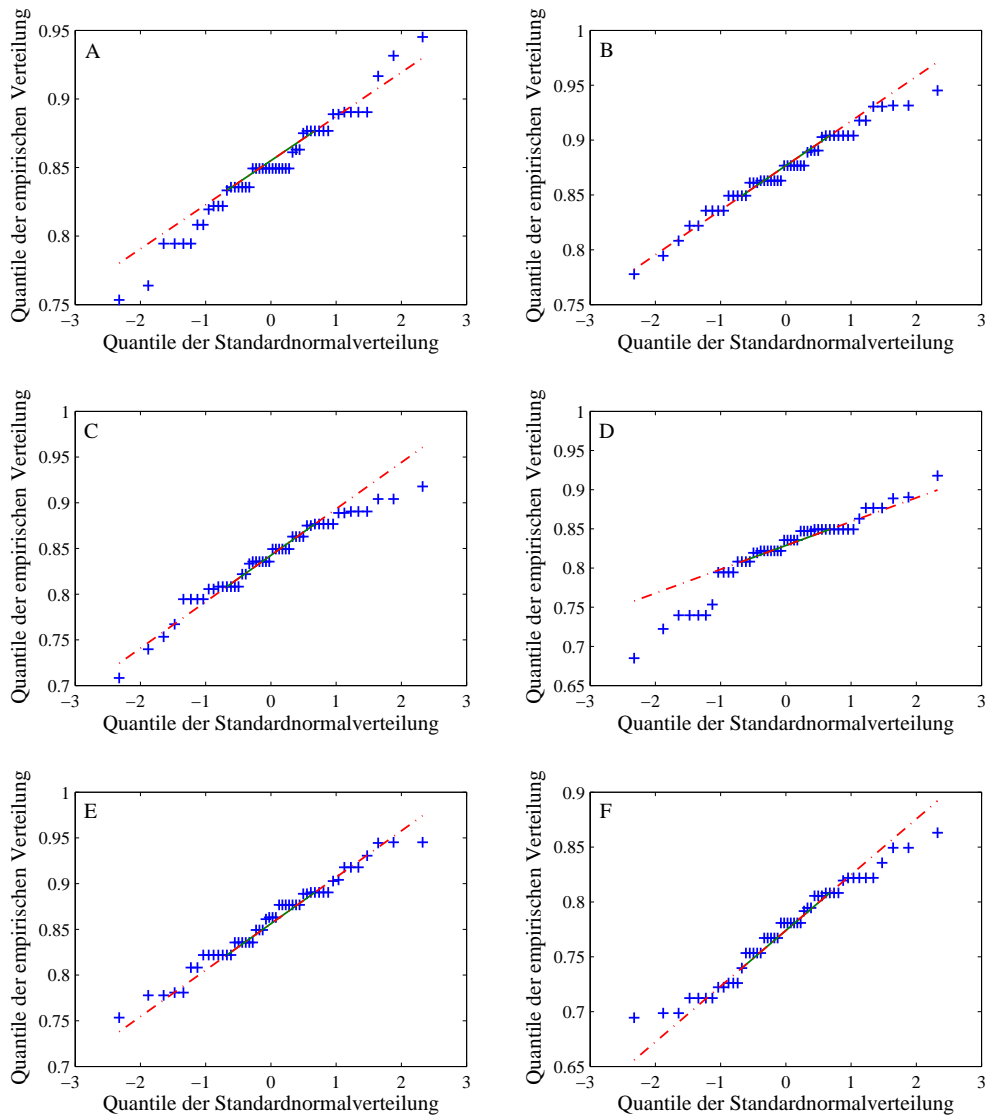 A
Quantile der empirischen Verteilung
0.95
0.9
0.85
0.8
0.75
−3 −2 −1 0 1 2 3
Quantile der Standardnormalverteilung
B
Quantile der empirischen Verteilung
1
0.95
0.9
0.85
0.8
0.75
−3 −2 −1 0 1 2 3
Quantile der Standardnormalverteilung
C
Quantile der empirischen Verteilung
1
0.95
0.9
0.85
0.8
0.75
0.7
−3 −2 −1 0 1 2 3
Quantile der Standardnormalverteilung
D
Quantile der empirischen Verteilung
1
0.95
0.9
0.85
0.8
0.75
0.7
0.65
−3 −2 −1 0 1 2 3
Quantile der Standardnormalverteilung
E
Quantile der empirischen Verteilung
1
0.95
0.9
0.85
0.8
0.75
0.7
−3 −2 −1 0 1 2 3
Quantile der Standardnormalverteilung
F
Quantile der empirischen Verteilung
0.9
0.85
0.8
0.75
0.7
0.65
−3 −2 −1 0 1 2 3
Quantile der Standardnormalverteilung